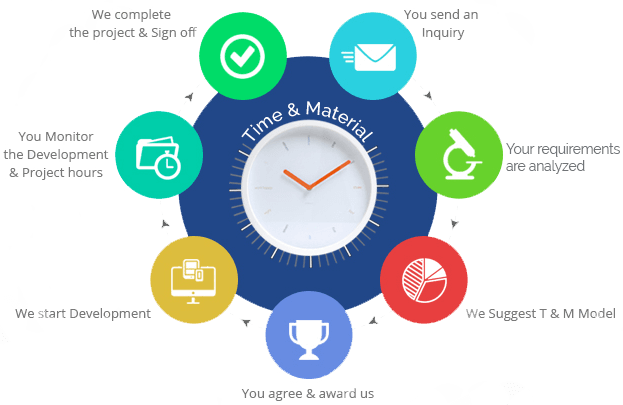 We complete
the project & Sign off
You send an
Inquiry
Time & Material
You Monitor
the Development
& Project hours
Your requirements
are analyzed
We start Development
We Suggest T & M Model
You agree & award us